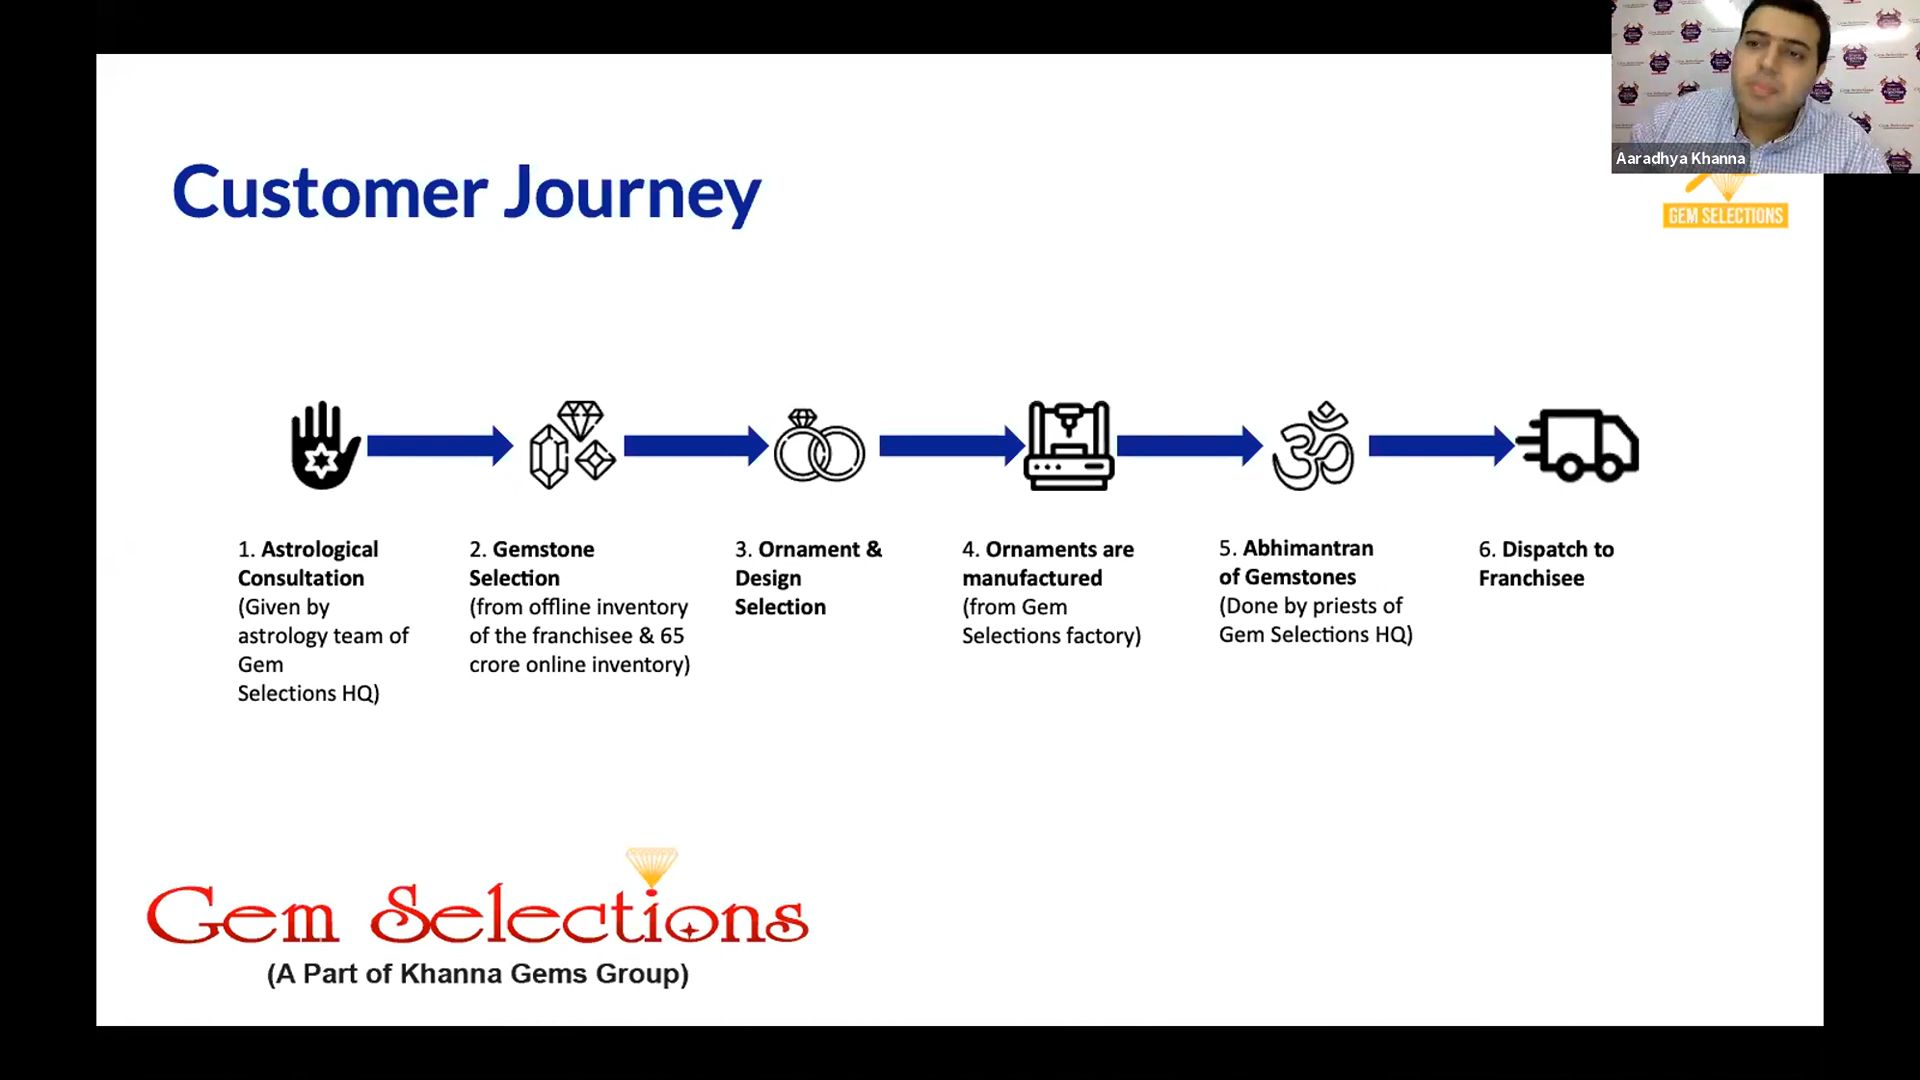 Aaradhya Khanna
GEM SELECTIONS
Customer Journey
1. Astrological
Consultation
(Given by
astrology team of
Gem
Selections HQ)
2. Gemstone
Selection
(from offline inventory
of the franchisee & 65
crore online inventory)
3. Ornament &
Design
Selection
4. Ornaments are
manufactured
(from Gem
Selections factory)
5. Abhimantran
of Gemstones
(Done by priests of
Gem Selections HQ)
6. Dispatch to
Franchisee
Gem Selections
(A Part of Khanna Gems Group)